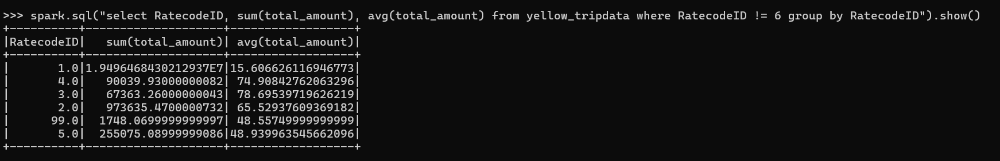 >>> spark.sql("select RatecodeID, sum(total_amount), avg(total_amount) from yellow_tripdata where RatecodeID != 6 group by RatecodeID").show()
+----------+--------------------+------------------+
|RatecodeID|   sum(total_amount)| avg(total_amount)|
+----------+--------------------+------------------+
|       1.0|1.9496468430212937E7|15.606626116946773|
|       4.0|   90039.93000000082| 74.90842762063296|
|       3.0|   67363.26000000043| 78.69539719626219|
|       2.0|   973635.4700000732| 65.52937609369182|
|      99.0|  1748.0699999999997| 48.55749999999999|
|       5.0|  255075.08999999086|48.939963545662096|
+----------+--------------------+------------------+